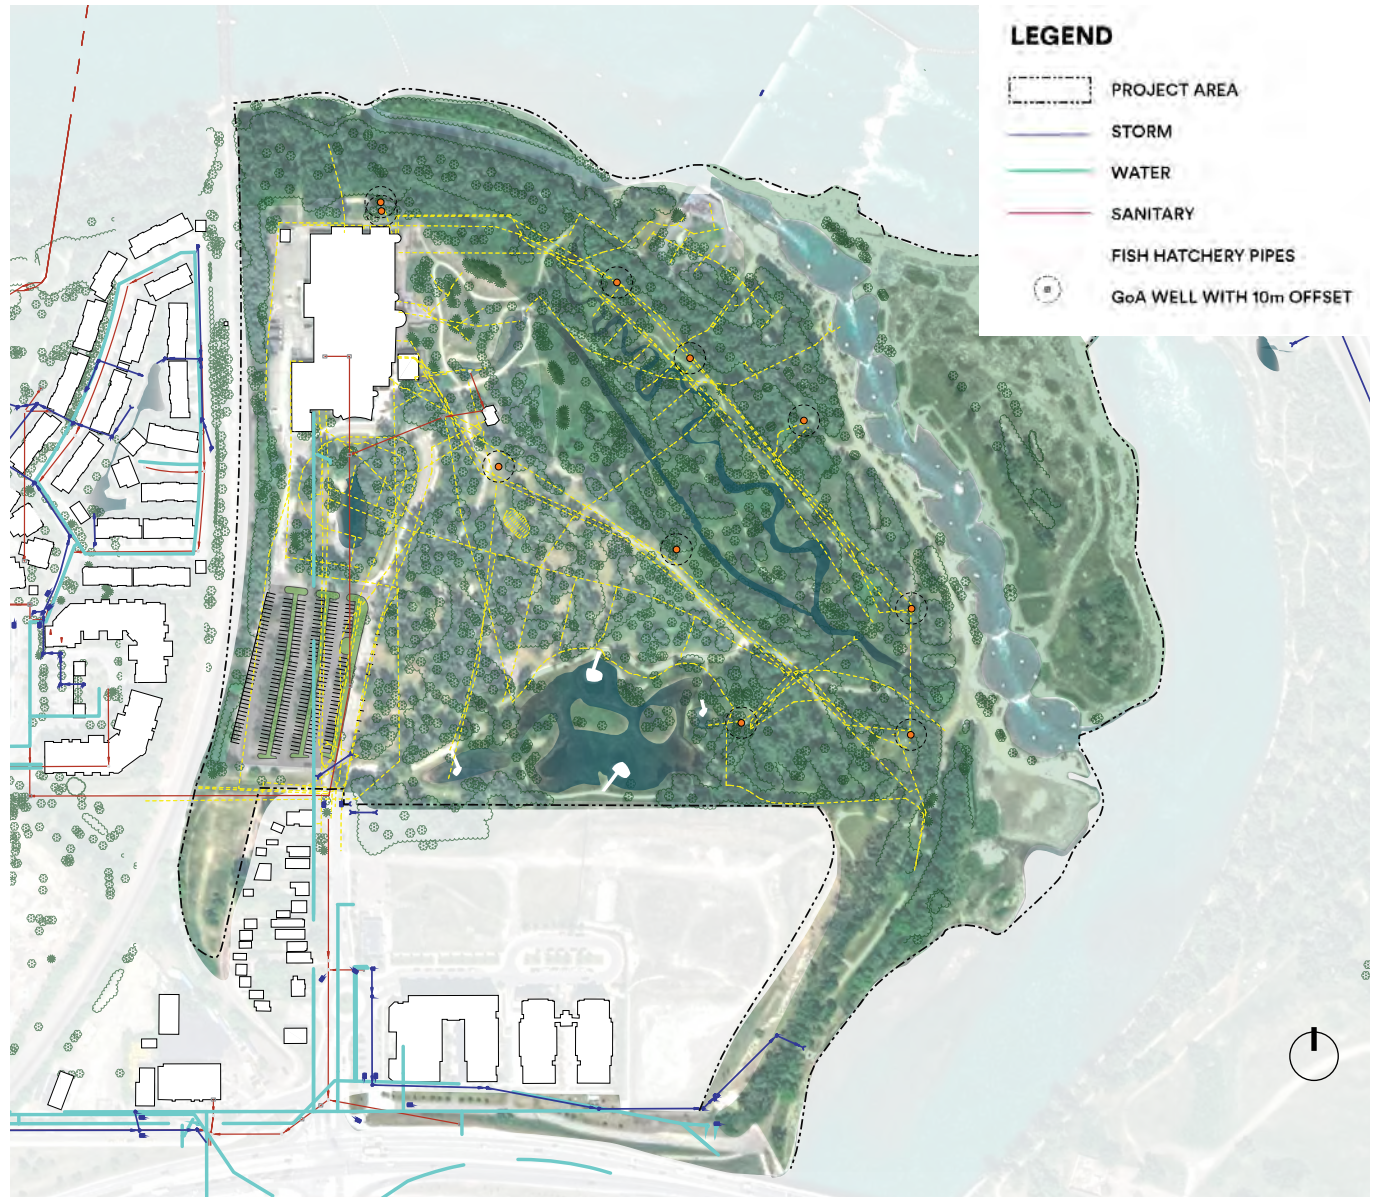 LEGEND
PROJECT AREA
STORM
WATER
SANITARY
FISH HATCHERY PIPES
GoA WELL WITH 10m OFFSET